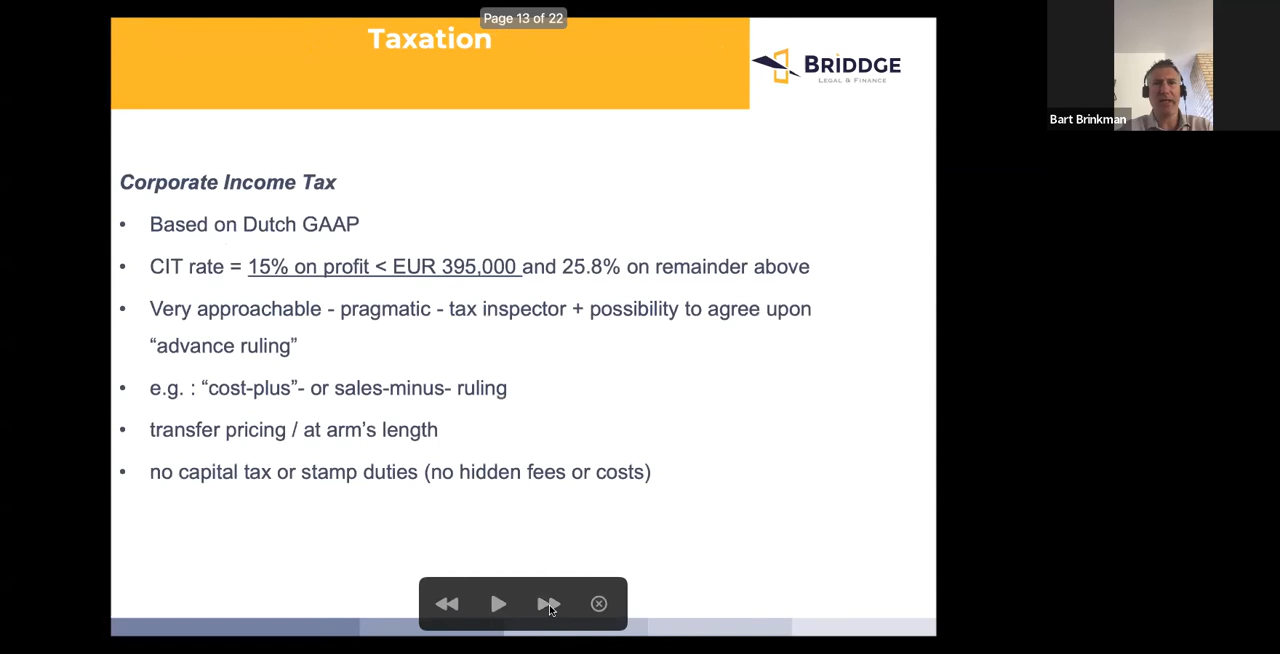 Page 13 of 22
Taxation
BRIDDGE
LEGAL & FINANCE
Bart Brinkman
Corporate Income Tax
• Based on Dutch GAAP
• CIT rate = 15% on profit < EUR 395,000 and 25.8% on remainder above
• Very approachable - pragmatic - tax inspector + possibility to agree upon
“advance ruling”
• e.g. : “cost-plus”- or sales-minus- ruling
• transfer pricing / at arm’s length
• no capital tax or stamp duties (no hidden fees or costs)